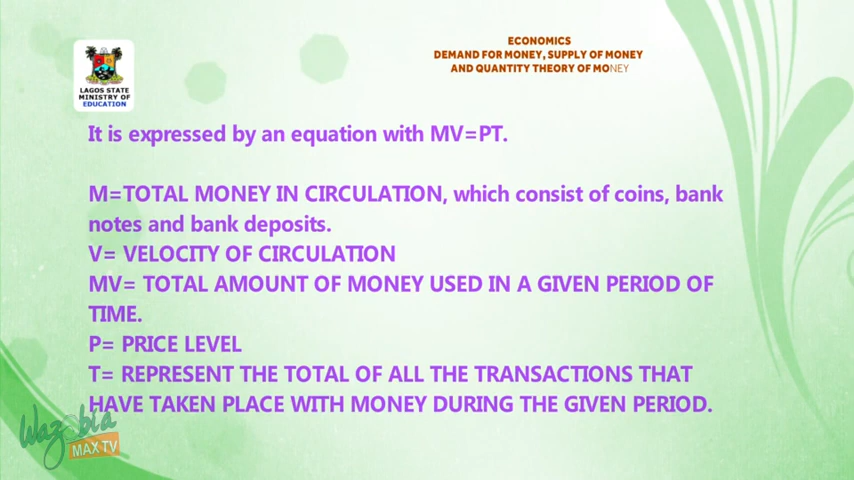 ECONOMICS
DEMAND FOR MONEY, SUPPLY OF MONEY
AND QUANTITY THEORY OF MONEY
LAGOS STATE
MINISTRY OF
EDUCATION
It is expressed by an equation with MV=PT.
M=TOTAL MONEY IN CIRCULATION, which consist of coins, bank
notes and bank deposits.
V= VELOCITY OF CIRCULATION
MV= TOTAL AMOUNT OF MONEY USED IN A GIVEN PERIOD OF
TIME.
P= PRICE LEVEL
T= REPRESENT THE TOTAL OF ALL THE TRANSACTIONS THAT
HAVE TAKEN PLACE WITH MONEY DURING THE GIVEN PERIOD.
Wazobia
MAX TV